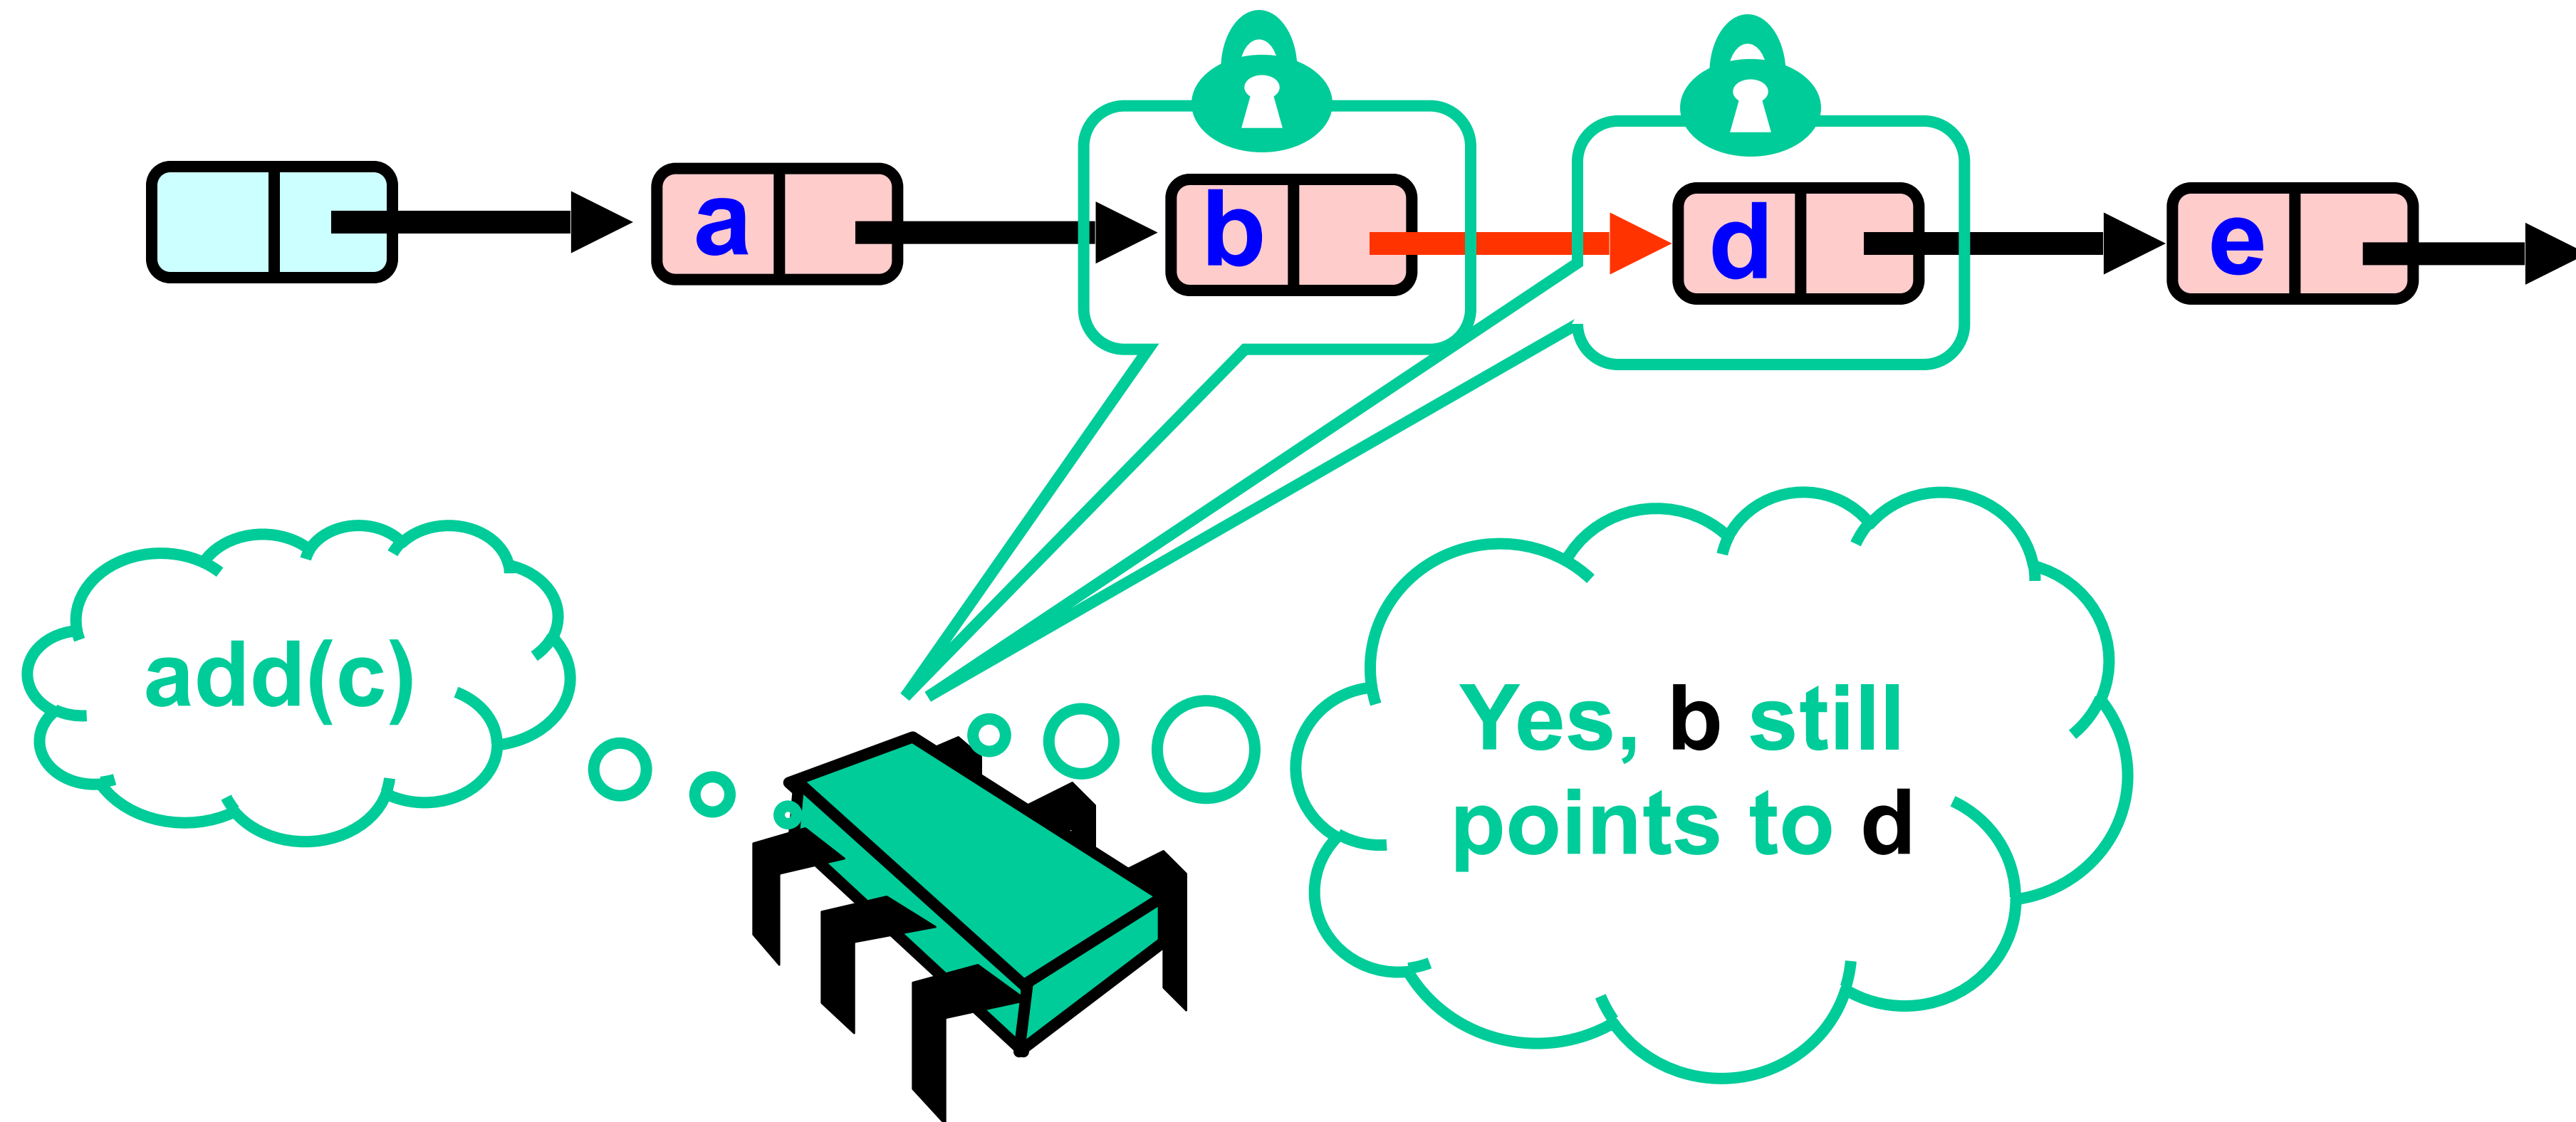 a
b
d
e
add(c)
Yes, b still
points to d